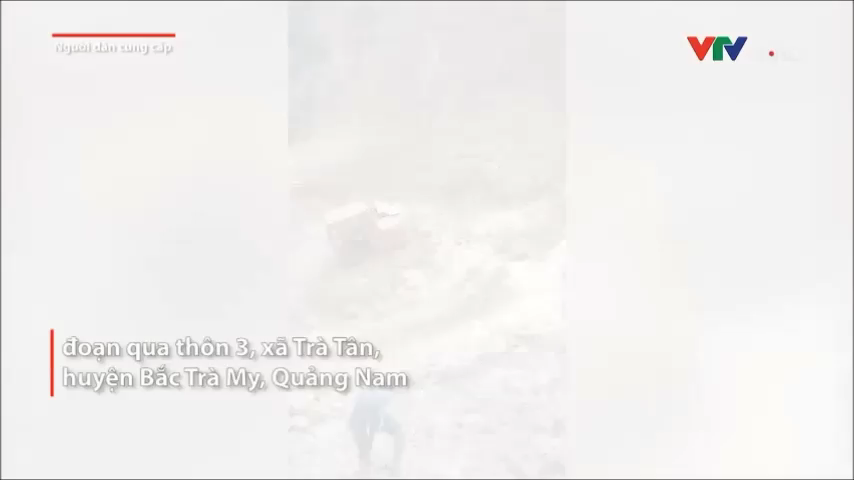 Người dân cung cấp
VTV
đoạn qua thôn 3, xã Trà Tân,
huyện Bắc Trà My, Quảng Nam